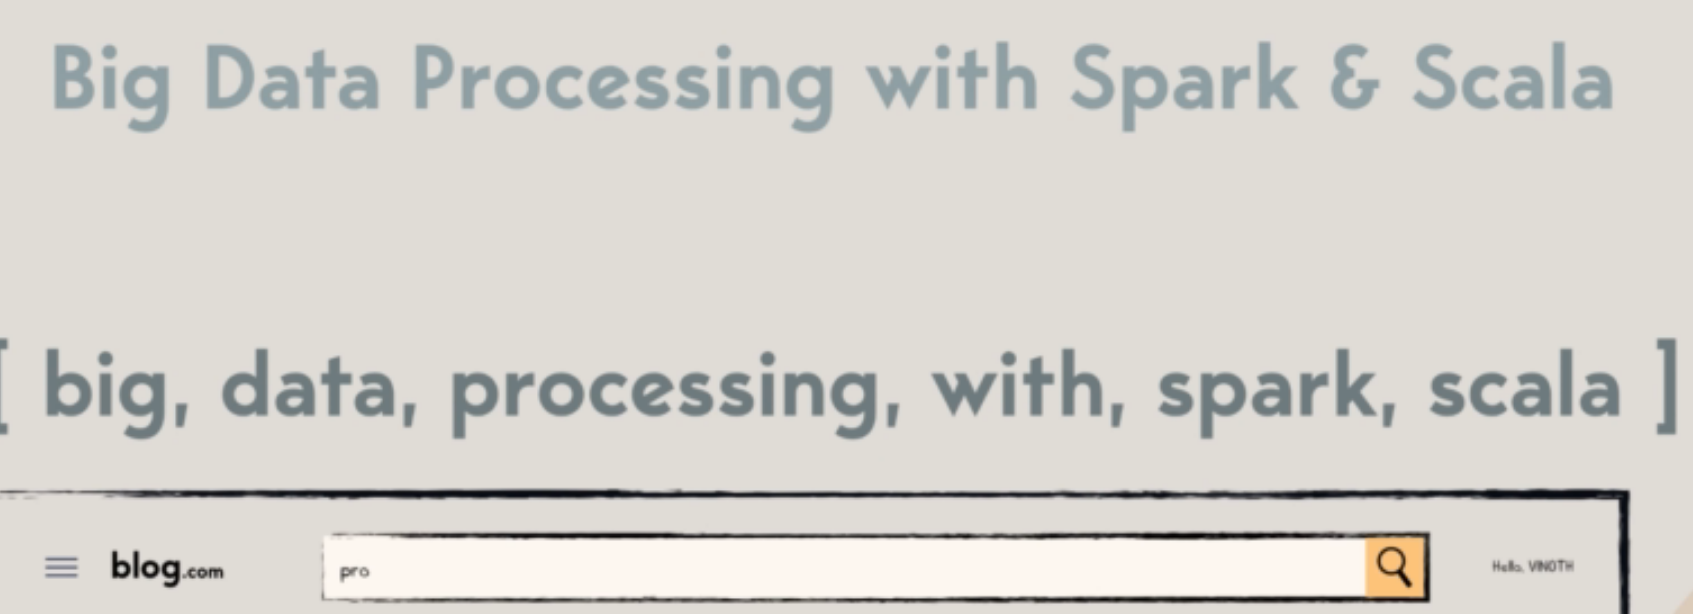 Big Data Processing with Spark & Scala
[ big, data, processing, with, spark, scala ]
blog.com
pro
Hello, VINOTH